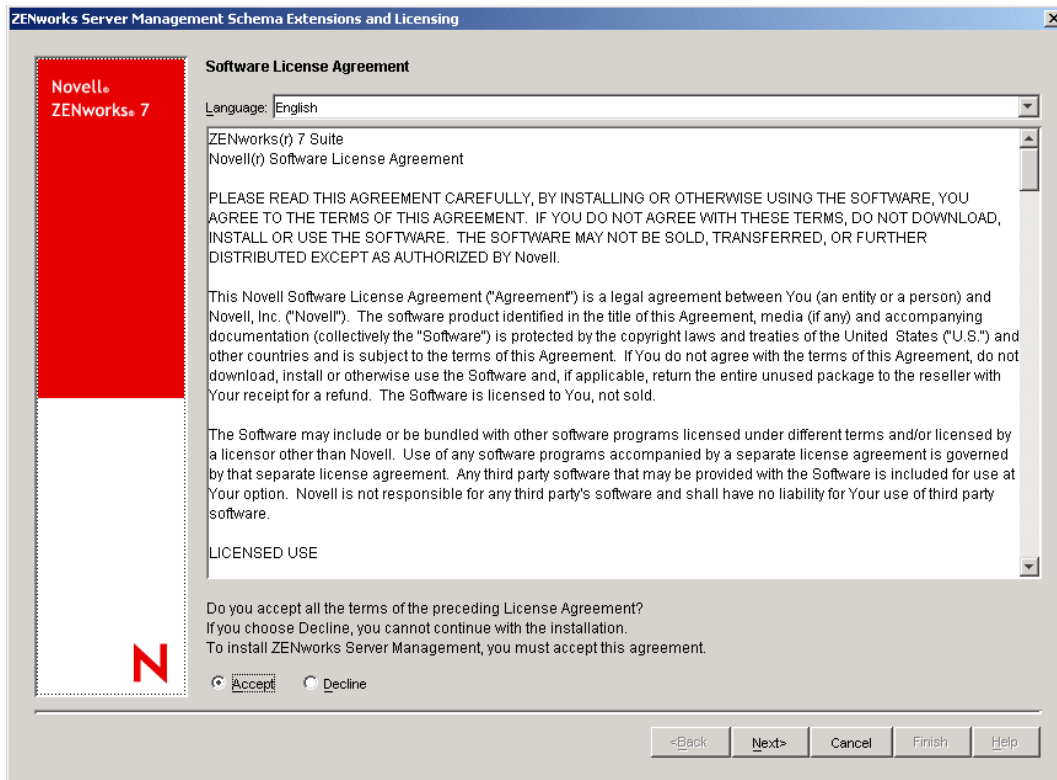 ZENworks Server Management Schema Extensions and Licensing
Novell®
ZENworks® 7
Software License Agreement
Language: English
ZENworks(r) 7 Suite
Novell(r) Software License Agreement
PLEASE READ THIS AGREEMENT CAREFULLY, BY INSTALLING OR OTHERWISE USING THE SOFTWARE, YOU
AGREE TO THE TERMS OF THIS AGREEMENT.  IF YOU DO NOT AGREE WITH THESE TERMS, DO NOT DOWNLOAD,
INSTALL OR USE THE SOFTWARE.  THE SOFTWARE MAY NOT BE SOLD, TRANSFERRED, OR FURTHER
DISTRIBUTED EXCEPT AS AUTHORIZED BY Novell.
This Novell Software License Agreement ("Agreement") is a legal agreement between You (an entity or a person) and
Novell, Inc. ("Novell").  The software product identified in the title of this Agreement, media (if any) and accompanying
documentation (collectively the "Software") is protected by the copyright laws and treaties of the United  States ("U.S.") and
other countries and is subject to the terms of this Agreement.  If You do not agree with the terms of this Agreement, do not
download, install or otherwise use the Software and, if applicable, return the entire unused package to the reseller with
Your receipt for a refund.  The Software is licensed to You, not sold.
The Software may include or be bundled with other software programs licensed under different terms and/or licensed by
a licensor other than Novell.  Use of any software programs accompanied by a separate license agreement is governed
by that separate license agreement.  Any third party software that may be provided with the Software is included for use at
Your option.  Novell is not responsible for any third party's software and shall have no liability for Your use of third party
software.
LICENSED USE
Do you accept all the terms of the preceding License Agreement?
If you choose Decline, you cannot continue with the installation.
To install ZENworks Server Management, you must accept this agreement.
N
Accept Decline
<Back Next> Cancel Finish Help